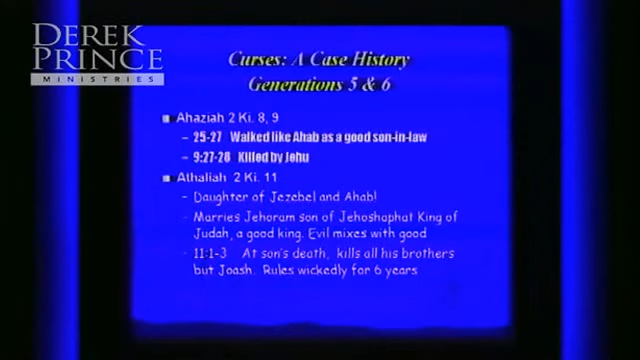 DEREK
PRINCE
MINISTRIES
Curses: A Case History
Generations 5 & 6
Ahaziah 2 Ki. 8, 9
– 25-27 Walked like Ahab as a good son-in-law
– 9:27-28 Killed by Jehu
Athaliah 2 Ki. 11
– Daughter of Jezebel and Ahab!
– Marries Jehoram son of Jehoshaphat King of
Judah, a good king. Evil mixes with good
– 11:1-3 At son's death, kills all his brothers
but Joash. Rules wickedly for 6 years